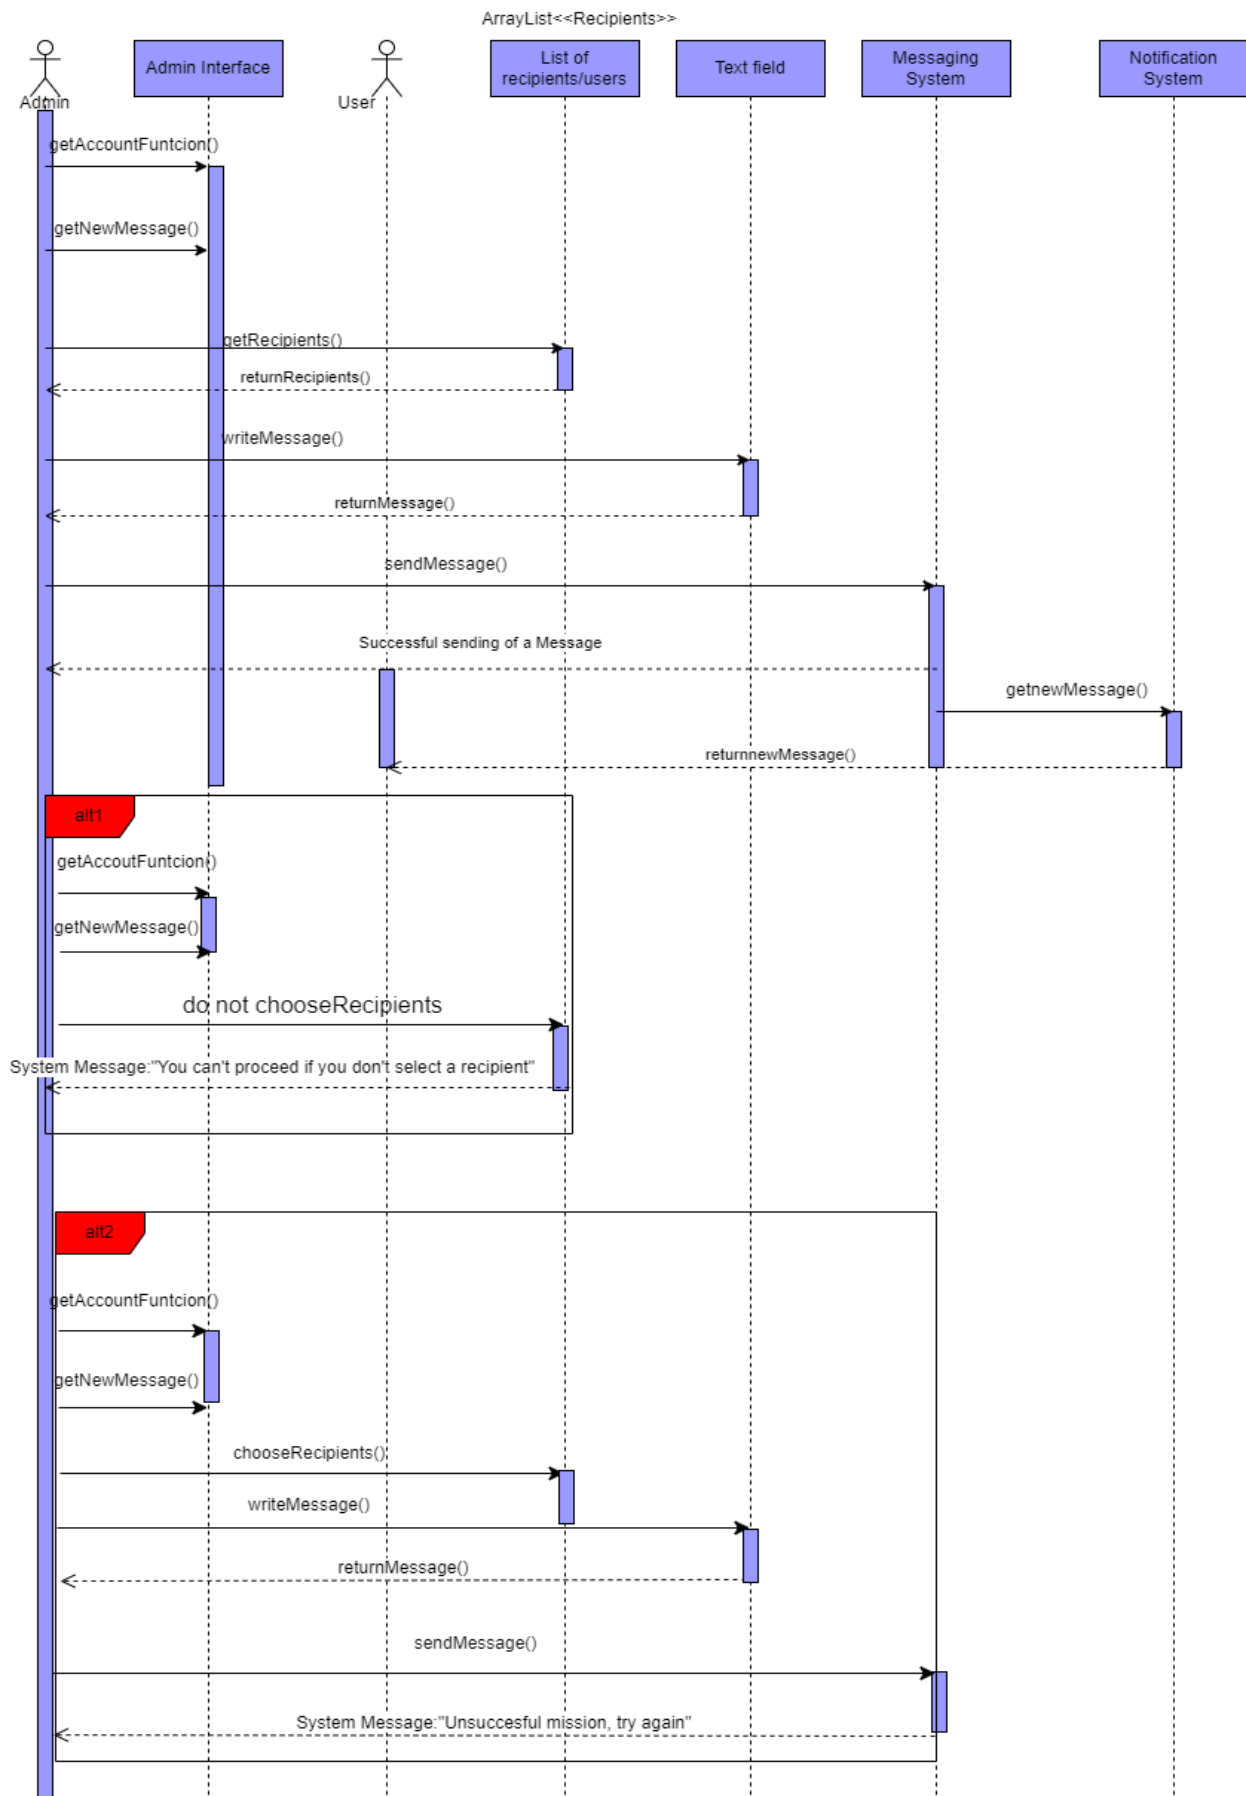 ArrayList<<Recipients>>
Admin Interface
List of
recipients/users
Text field
Messaging
System
Notification
System
Admin
User
getAccountFuntcion()
getNewMessage()
getRecipients()
returnRecipients()
writeMessage()
returnMessage()
sendMessage()
Successful sending of a Message
getnewMessage()
returnnewMessage()
alt1
getAccoutFuntcion()
getNewMessage()
do not chooseRecipients
System Message:"You can't proceed if you don't select a recipient"
alt2
getAccountFuntcion()
getNewMessage()
chooseRecipients()
writeMessage()
returnMessage()
sendMessage()
System Message:"Unsuccesful mission, try again"